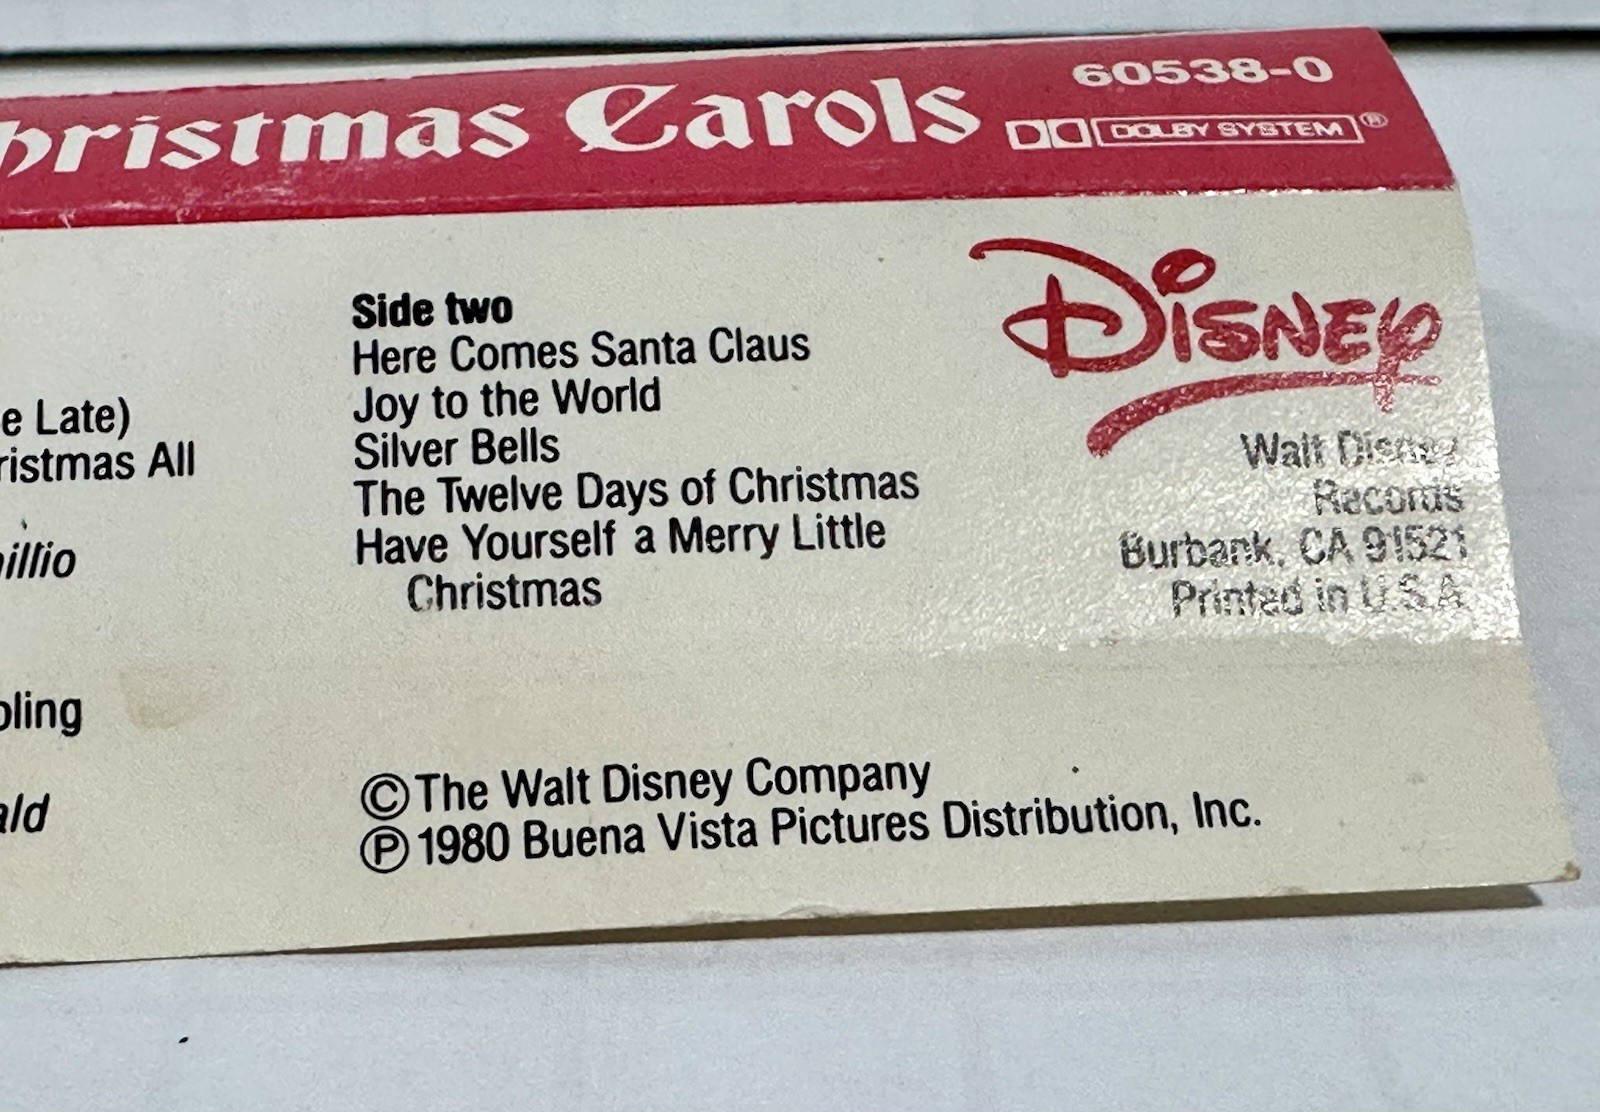 hristmas Carols
60538-0
DOLBY SYSTEM®
e Late)
ristmas All
illio
oling
ald
Side two
Here Comes Santa Claus
Joy to the World
Silver Bells
The Twelve Days of Christmas
Have Yourself a Merry Little
Christmas
©The Walt Disney Company
℗1980 Buena Vista Pictures Distribution, Inc.
Disney
Walt Disney
Records
Burbank, CA 91521
Printed in U.S.A